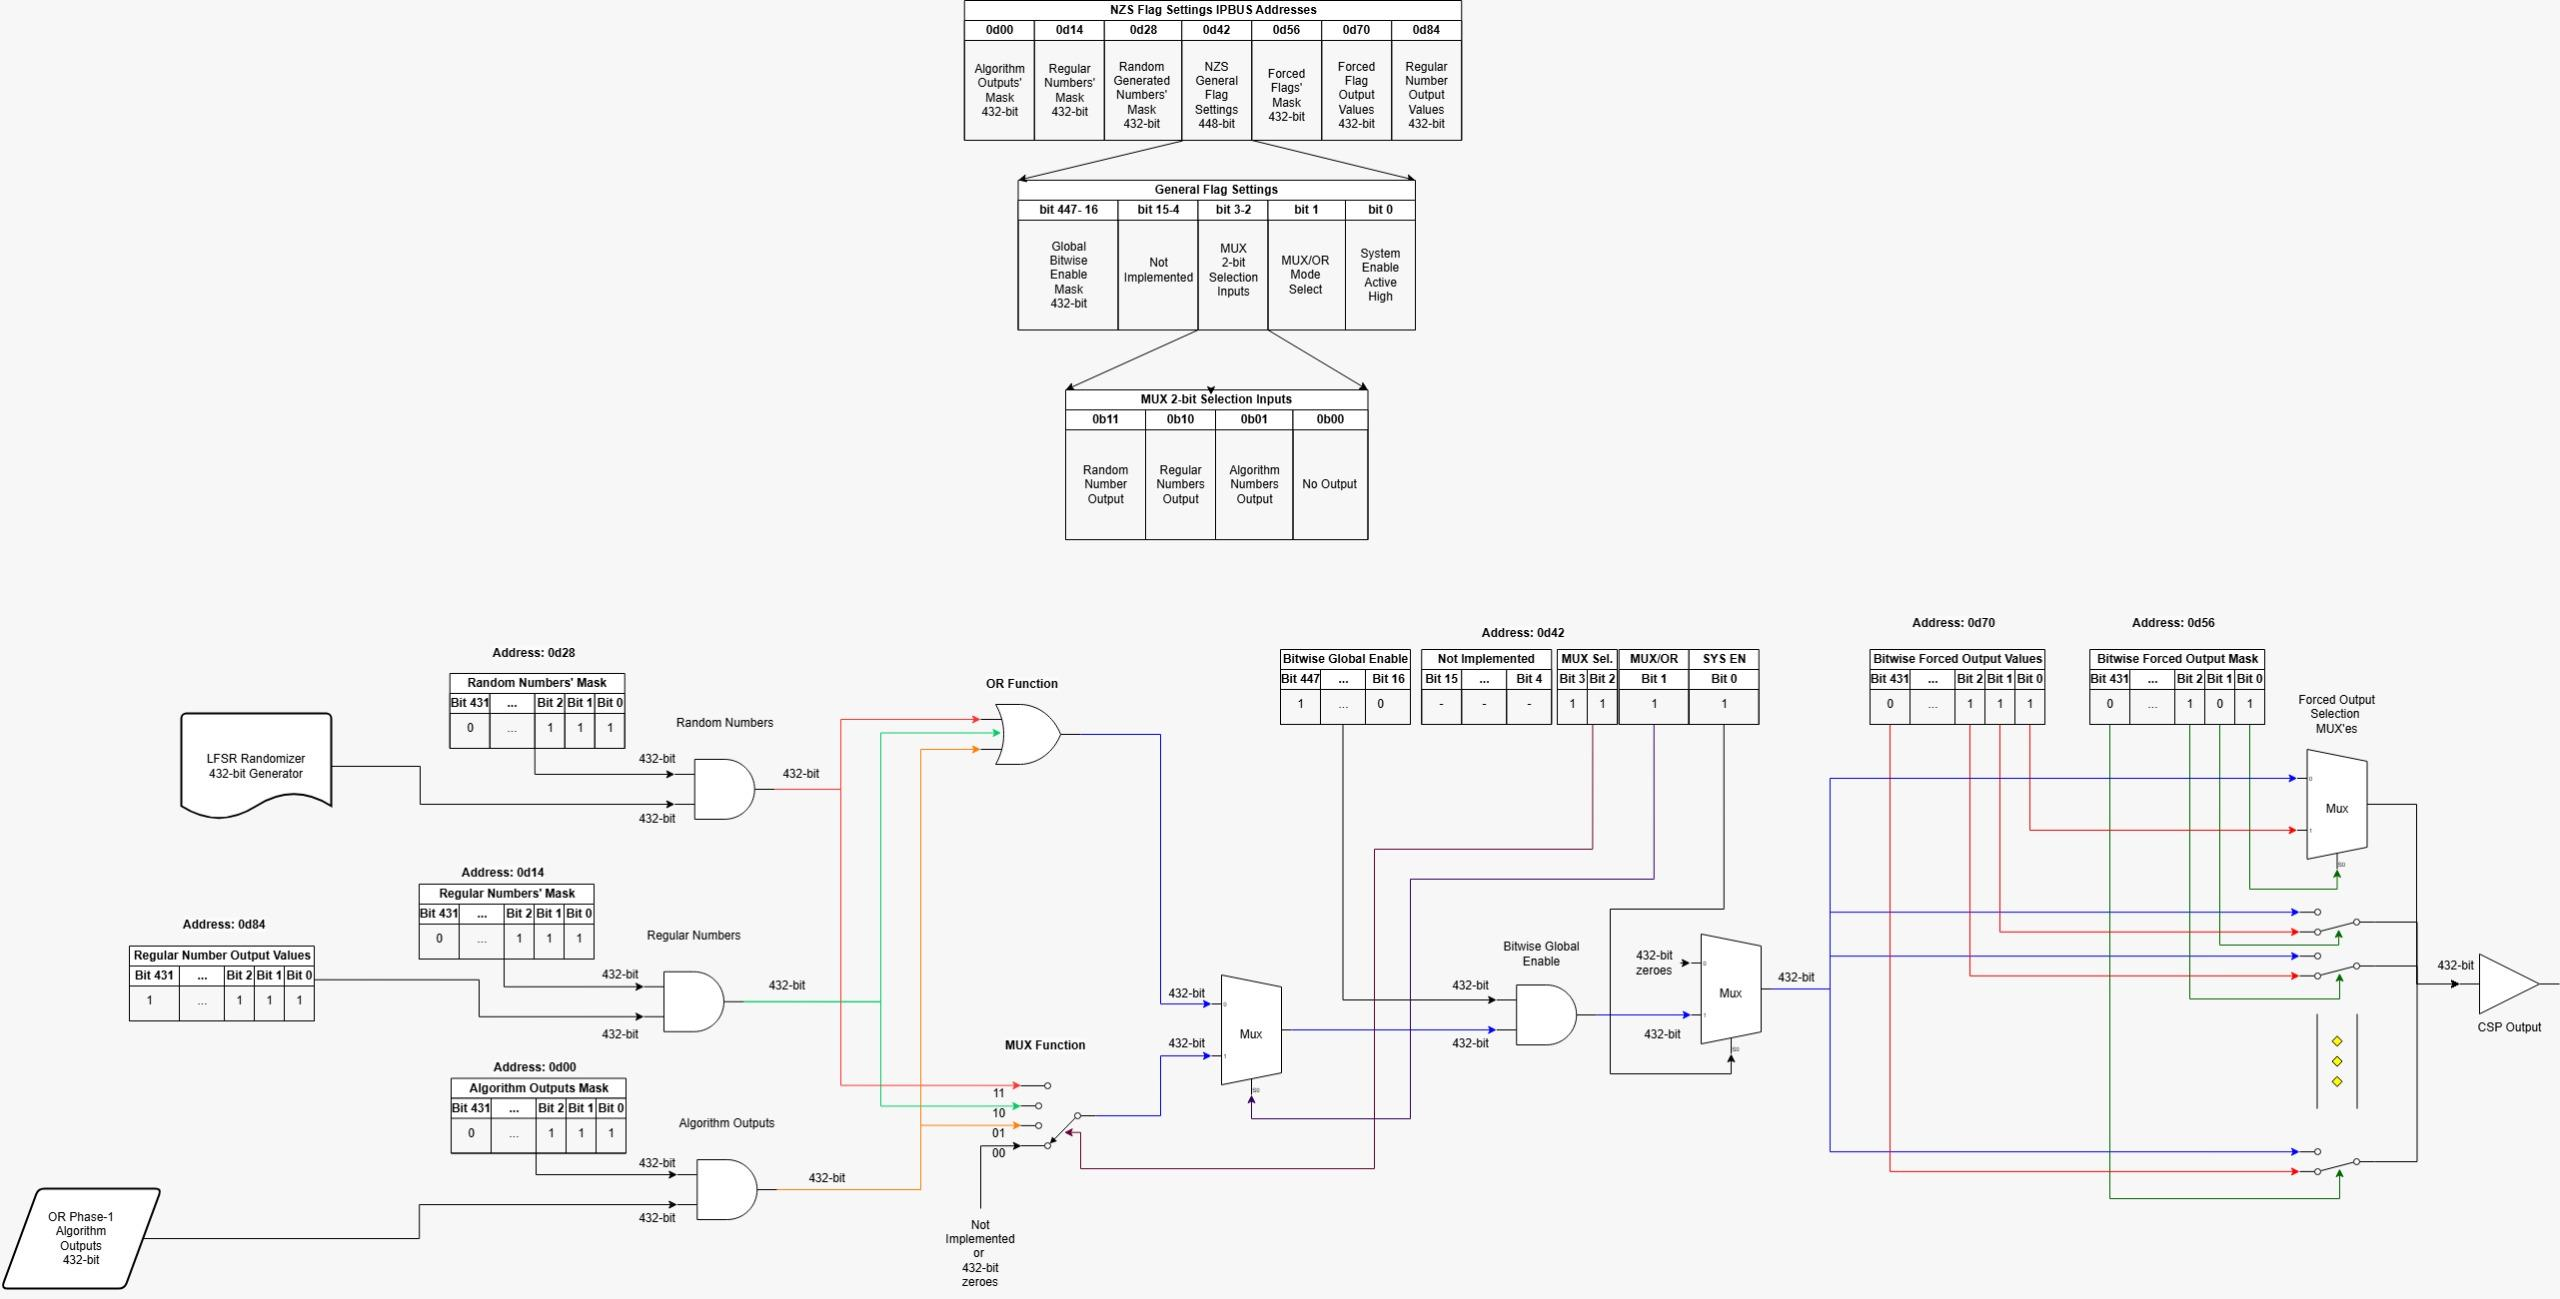 NZS Flag Settings IPBUS Addresses
0d00 0d14 0d28 0d42 0d56 0d70 0d84
Algorithm
Outputs'
Mask
432-bit
Regular
Numbers'
Mask
432-bit
Random
Generated
Numbers'
Mask
432-bit
NZS
General
Flag
Settings
448-bit
Forced
Flags'
Mask
432-bit
Forced
Flag
Output
Values
432-bit
Regular
Number
Output
Values
432-bit
General Flag Settings
bit 447- 16 bit 15-4 bit 3-2 bit 1 bit 0
Global
Bitwise
Enable
Mask
432-bit
Not
Implemented
MUX
2-bit
Selection
Inputs
MUX/OR
Mode
Select
System
Enable
Active
High
MUX 2-bit Selection Inputs
0b11 0b10 0b01 0b00
Random
Number
Output
Regular
Numbers
Output
Algorithm
Numbers
Output
No Output
LFSR Randomizer
432-bit Generator
Address: 0d28
Random Numbers' Mask
Bit 431 ... Bit 2 Bit 1 Bit 0
0 ... 1 1 1
Random Numbers
432-bit
432-bit
432-bit
Address: 0d84
Regular Number Output Values
Bit 431 ... Bit 2 Bit 1 Bit 0
1 ... 1 1 1
Address: 0d14
Regular Numbers' Mask
Bit 431 ... Bit 2 Bit 1 Bit 0
0 ... 1 1 1
Regular Numbers
432-bit
432-bit
432-bit
OR Phase-1
Algorithm
Outputs
432-bit
Address: 0d00
Algorithm Outputs Mask
Bit 431 ... Bit 2 Bit 1 Bit 0
0 ... 1 1 1
Algorithm Outputs
432-bit
432-bit
432-bit
OR Function
MUX Function
11
10
01
00
Not
Implemented
or
432-bit
zeroes
432-bit
432-bit
0
Mux
1
S0
Address: 0d42
Bitwise Global Enable Not Implemented MUX Sel. MUX/OR SYS EN
Bit 447 ... Bit 16 Bit 15 ... Bit 4 Bit 3 Bit 2 Bit 1 Bit 0
1 ... 0 - - - 1 1 1 1
Bitwise Global
Enable
432-bit
432-bit
432-bit
zeroes
432-bit
0
Mux
1
S0
432-bit
Address: 0d70
Bitwise Forced Output Values
Bit 431 ... Bit 2 Bit 1 Bit 0
0 ... 1 1 1
Address: 0d56
Bitwise Forced Output Mask
Bit 431 ... Bit 2 Bit 1 Bit 0
0 ... 1 0 1
Forced Output
Selection
MUX'es
0
Mux
1
S0
432-bit
CSP Output